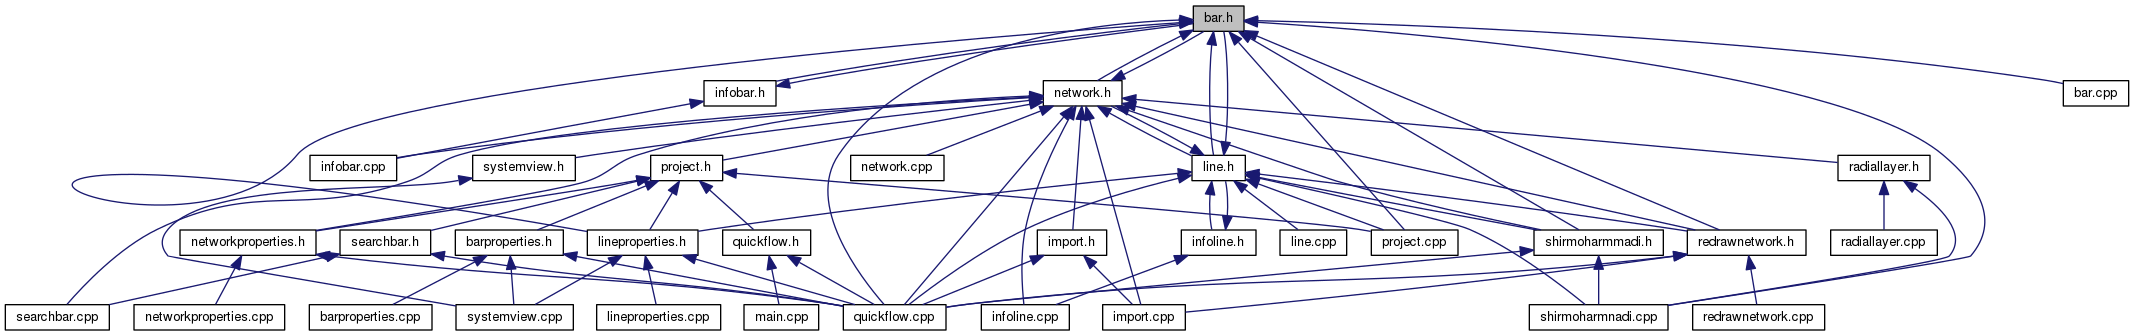 bar.h
infobar.h
network.h
bar.cpp
infobar.cpp
systemview.h
project.h
network.cpp
line.h
radiallayer.h
networkproperties.h
searchbar.h
barproperties.h
lineproperties.h
quickflow.h
import.h
infoline.h
line.cpp
project.cpp
shirmoharmmadi.h
redrawnetwork.h
radiallayer.cpp
searchbar.cpp
networkproperties.cpp
barproperties.cpp
systemview.cpp
lineproperties.cpp
main.cpp
quickflow.cpp
infoline.cpp
import.cpp
shirmoharmnadi.cpp
redrawnetwork.cpp